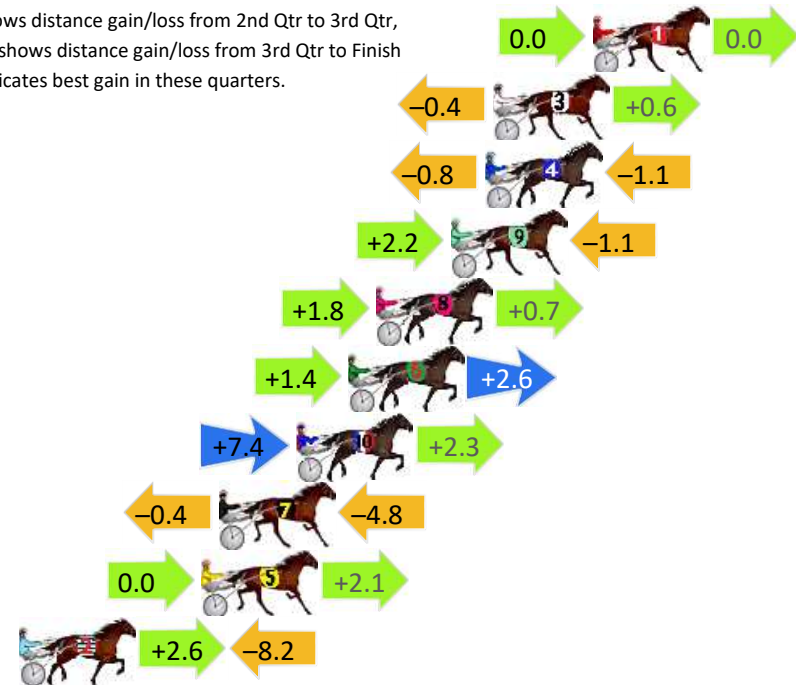 ows distance gain/loss from 2nd Qtr to 3rd Qtr,
shows distance gain/loss from 3rd Qtr to Finish
dicates best gain in these quarters.
0.0 1 0.0
–0.4 3 +0.6
–0.8 4 –1.1
+2.2 9 –1.1
+1.8 8 +0.7
+1.4 +2.6
+7.4 10 +2.3
–0.4 7 –4.8
0.0 5 +2.1
2 +2.6 –8.2